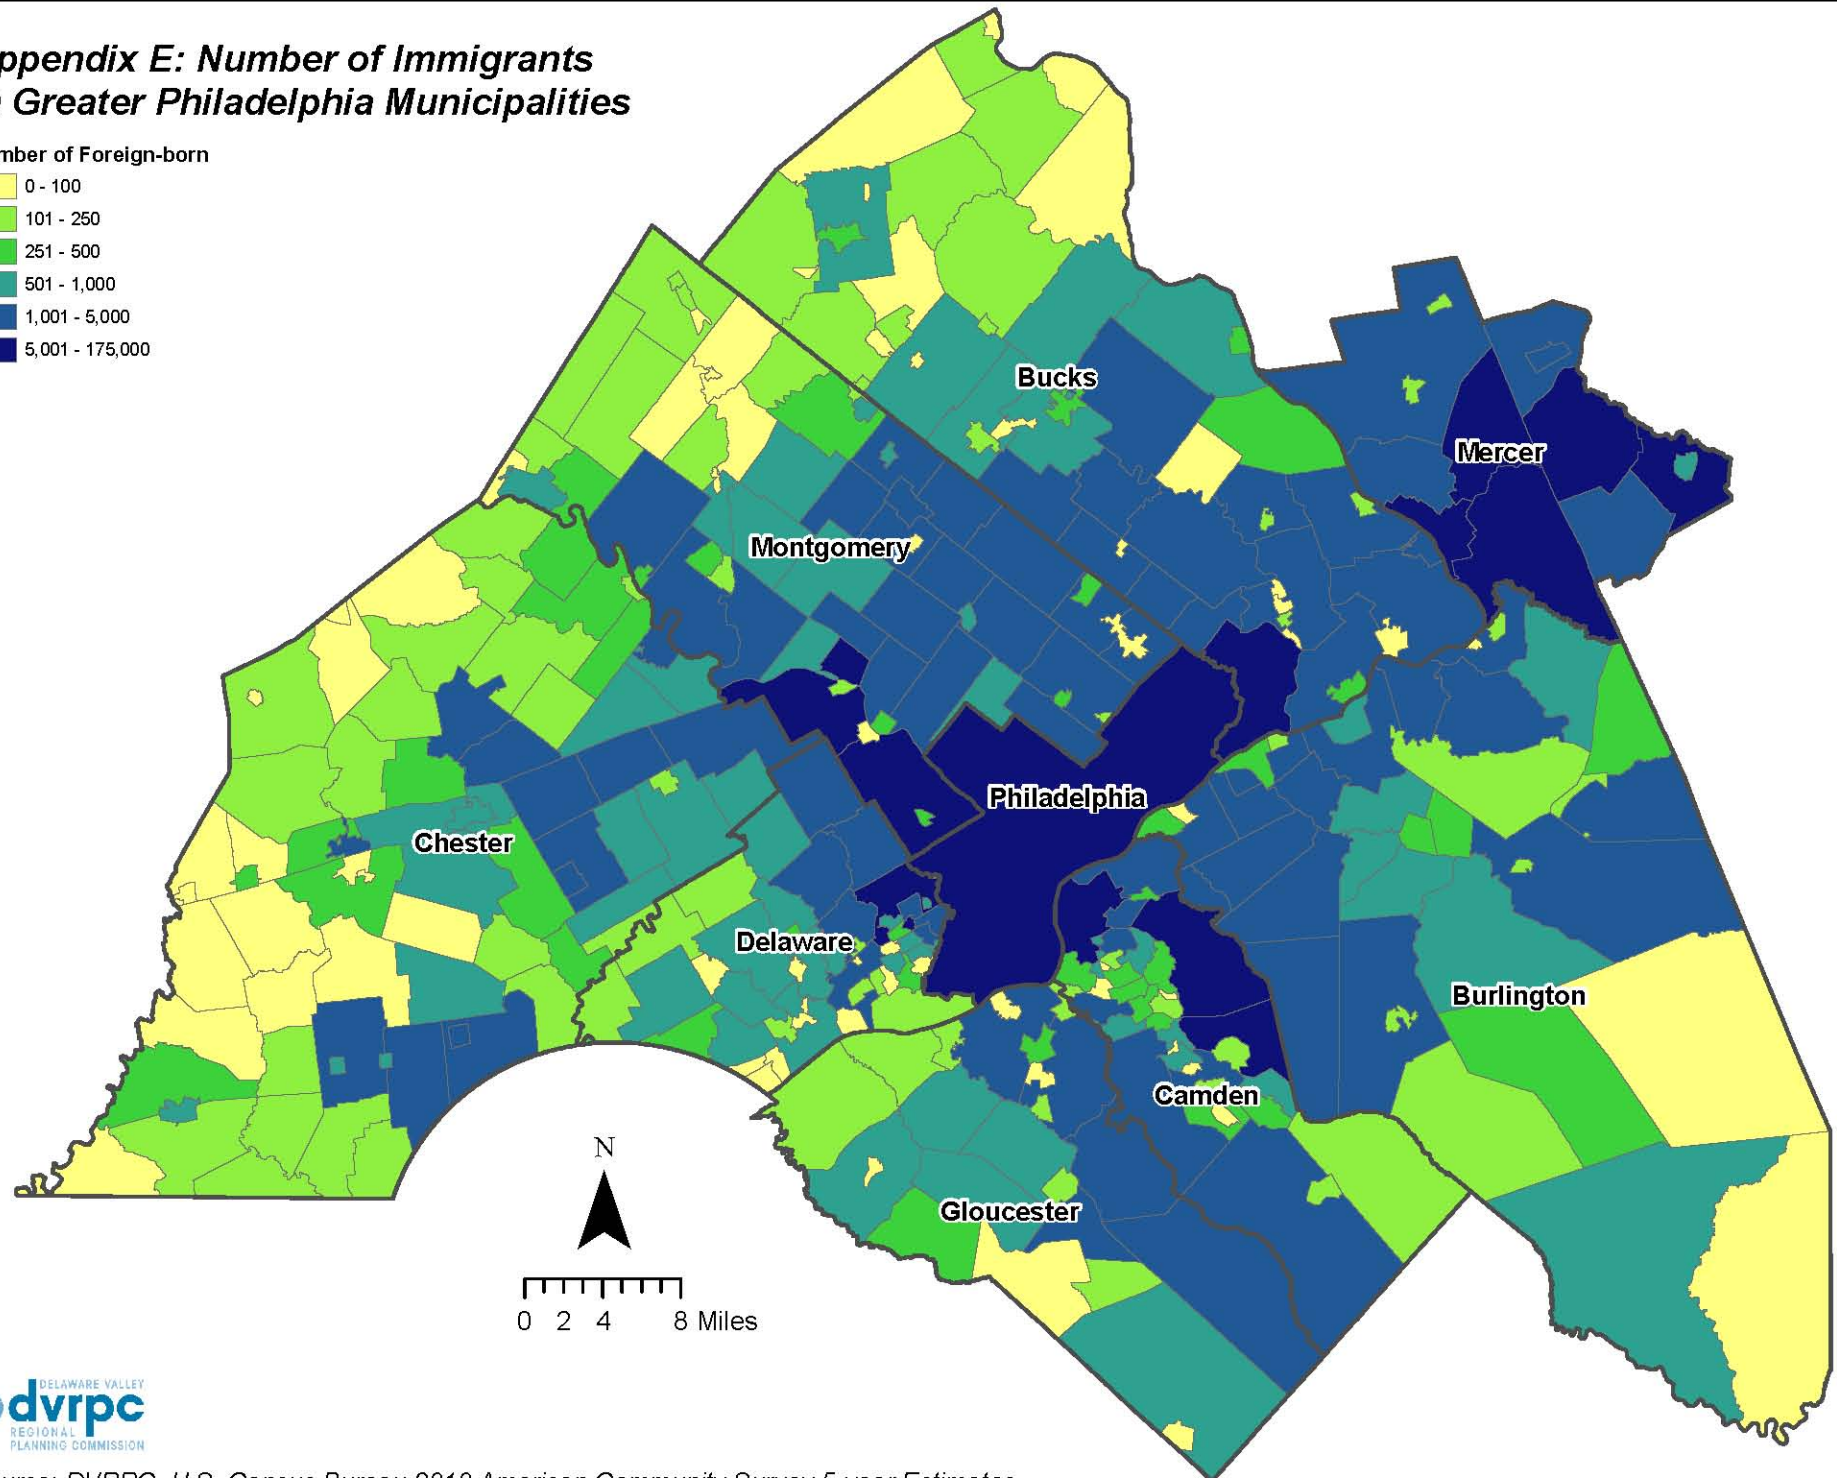 ppendix E: Number of Immigrants
Greater Philadelphia Municipalities
mber of Foreign-born
0 - 100
101 - 250
251 - 500
501 - 1,000
1,001 - 5,000
5,001 - 175,000
Bucks
Mercer
Montgomery
Philadelphia
Chester
Delaware
Burlington
Camden
Gloucester
N
0 2 4 8 Miles
DELAWARE VALLEY
dvrpc
REGIONAL
PLANNING COMMISSION